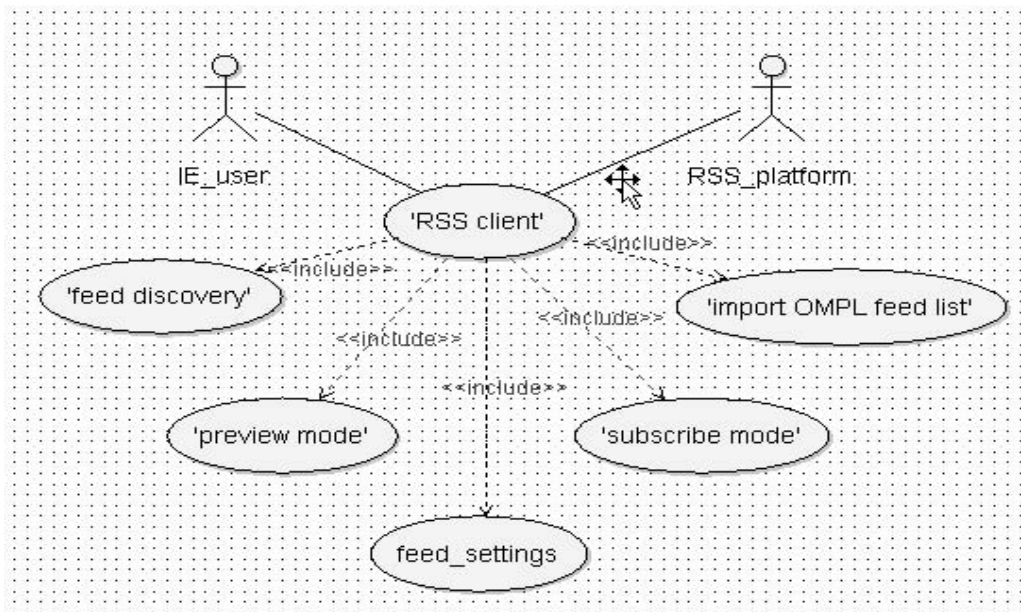 IE_user
RSS_platform
'RSS client'
<<include>>
<<include>>
'feed discovery'
'import OMPL feed list'
<<include>>
<<include>>
<<include>>
'preview mode'
'subscribe mode'
feed_settings